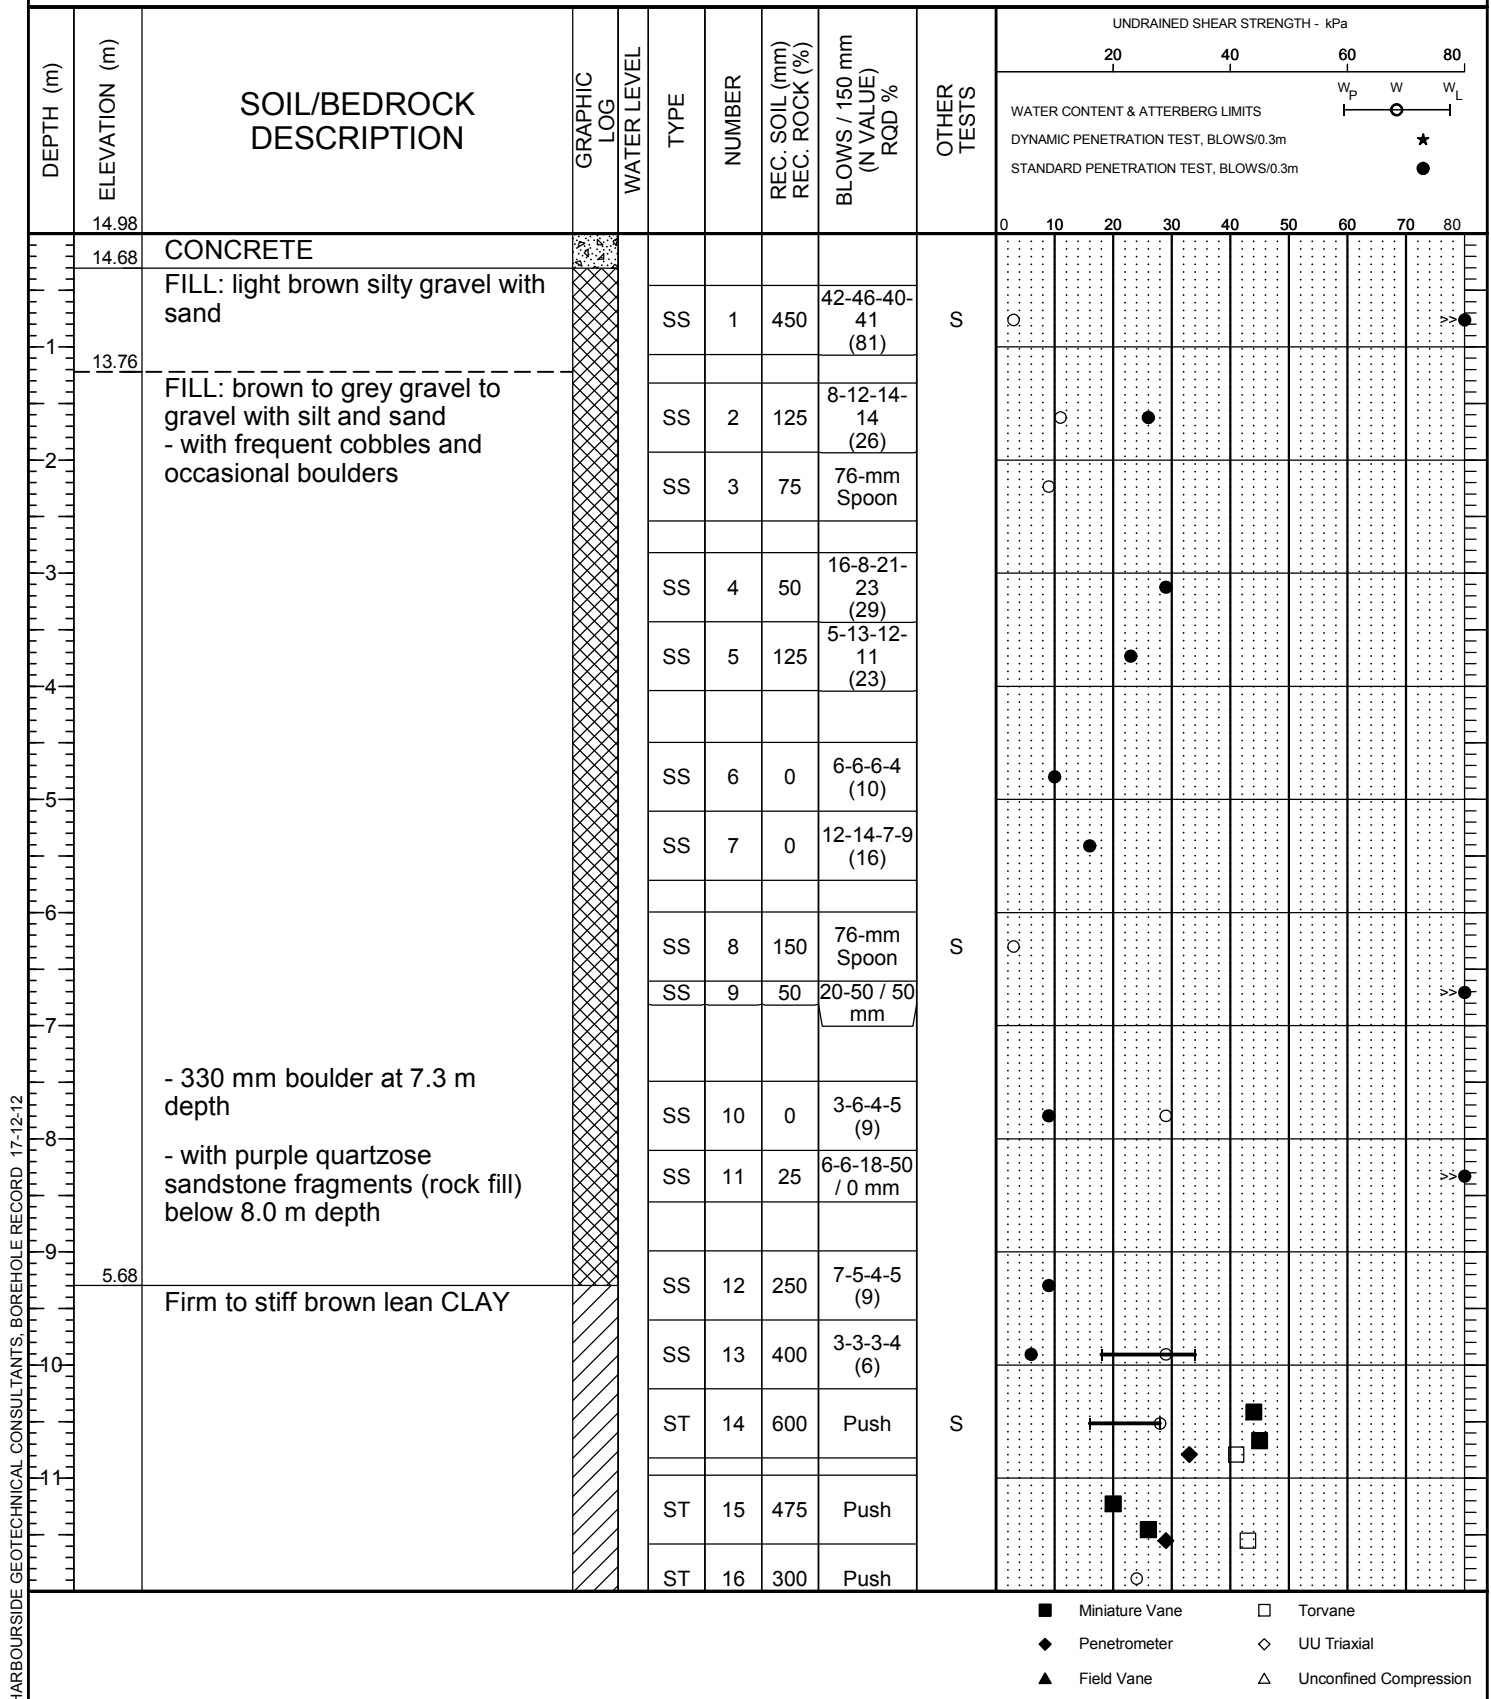 UNDRAINED SHEAR STRENGTH - kPa
20 40 60 80
DEPTH (m)
ELEVATION (m)
SOIL/BEDROCK
DESCRIPTION
GRAPHIC
LOG
WATER LEVEL
TYPE
NUMBER
REC. SOIL (mm)
REC. ROCK (%)
BLOWS / 150 mm
(N VALUE)
RQD %
OTHER
TESTS
WP W WL
WATER CONTENT & ATTERBERG LIMITS
DYNAMIC PENETRATION TEST, BLOWS/0.3m
STANDARD PENETRATION TEST, BLOWS/0.3m
14.98
0 10 20 30 40 50 60 70 80
14.68
CONCRETE
FILL: light brown silty gravel with
sand
SS 1 450 42-46-40-
41
(81)
S
>>
1
13.76
FILL: brown to grey gravel to
gravel with silt and sand
- with frequent cobbles and
occasional boulders
SS 2 125 8-12-14-
14
(26)
2
SS 3 75 76-mm
Spoon
3
SS 4 50 16-8-21-
23
(29)
SS 5 125 5-13-12-
11
(23)
4
SS 6 0 6-6-6-4
(10)
5
SS 7 0 12-14-7-9
(16)
6
SS 8 150 76-mm
Spoon
S
SS 9 50 20-50 / 50
mm
>>
7
- 330 mm boulder at 7.3 m
depth
SS 10 0 3-6-4-5
(9)
8
- with purple quartzose
sandstone fragments (rock fill)
below 8.0 m depth
SS 11 25 6-6-18-50
/ 0 mm
>>
9
5.68
SS 12 250 7-5-4-5
(9)
Firm to stiff brown lean CLAY
SS 13 400 3-3-3-4
(6)
10
ST 14 600 Push S
11
ST 15 475 Push
ST 16 300 Push
Miniature Vane
Torvane
Penetrometer
UU Triaxial
Field Vane
Unconfined Compression
HARBOURSIDE GEOTECHNICAL CONSULTANTS, BOREHOLE RECORD 17-12-12